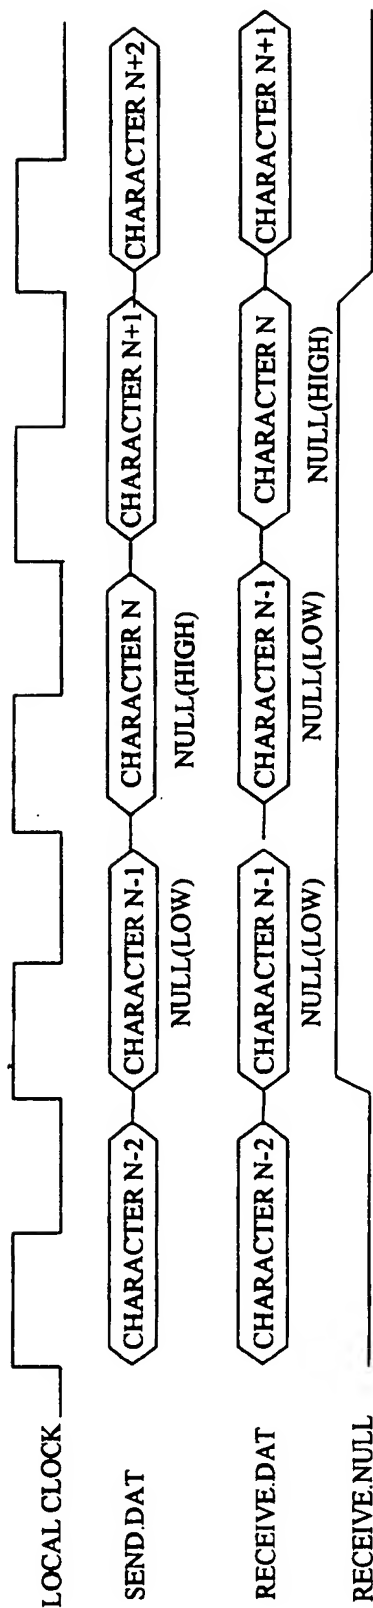 LOCAL CLOCK
SEND.DAT
CHARACTER N-2
CHARACTER N-1
CHARACTER N
CHARACTER N+1
CHARACTER N+2
NULL(LOW)
NULL(HIGH)
RECEIVE.DAT
CHARACTER N-2
CHARACTER N-1
CHARACTER N-1
CHARACTER N
CHARACTER N+1
NULL(LOW)
NULL(LOW)
NULL(HIGH)
RECEIVE.NULL